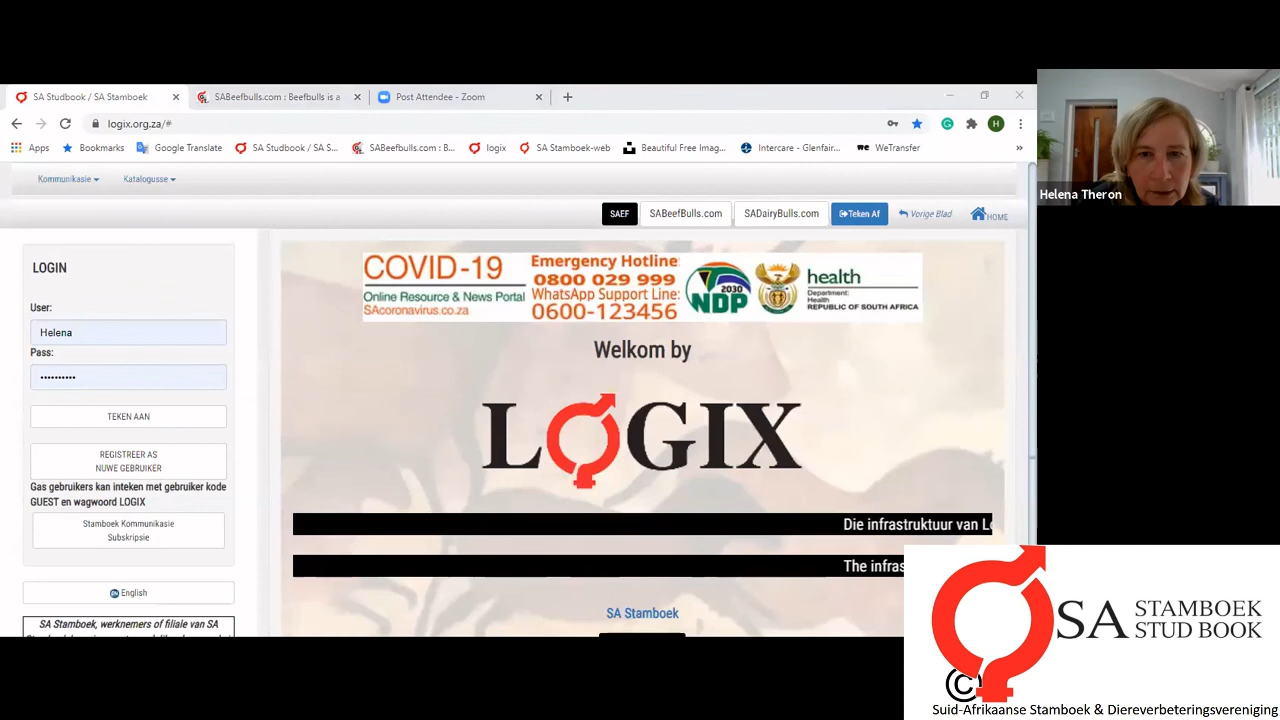 SA Studbook / SA Stamboek
SABeefbulls.com : Beefbulls is a
Post Attendee - Zoom
logix.org.za/#
H
Apps
Bookmarks
Google Translate
SA Studbook / SA S...
SABeefbulls.com : B...
logix
SA Stamboek-web
Beautiful Free Imag...
Intercare - Glenfair...
WeTransfer
»
Kommunikasie
Katalogusse
SAEF
SABeefBulls.com
SADairyBulls.com
Teken Af
Vorige Blad
HOME
LOGIN
User:
Helena
Pass:
••••••••••
TEKEN AAN
REGISTREER AS
NUWE GEBRUIKER
Gas gebruikers kan inteken met gebruiker kode
GUEST en wagwoord LOGIX
Stamboek Kommunikasie
Subskripsie
English
SA Stamboek, werknemers of filiale van SA
COVID-19
Online Resource & News Portal
SAcoronavirus.co.za
Emergency Hotline:
0800 029 999
WhatsApp Support Line:
0600-123456
2030
NDP
health
Department:
Health
REPUBLIC OF SOUTH AFRICA
Welkom by
LOGIX
Die infrastruktuur van Lo
The infras
SA Stamboek
Helena Theron
SA STAMBOEK
STUD BOOK
©
Suid-Afrikaanse Stamboek & Diereverbeteringsvereniging